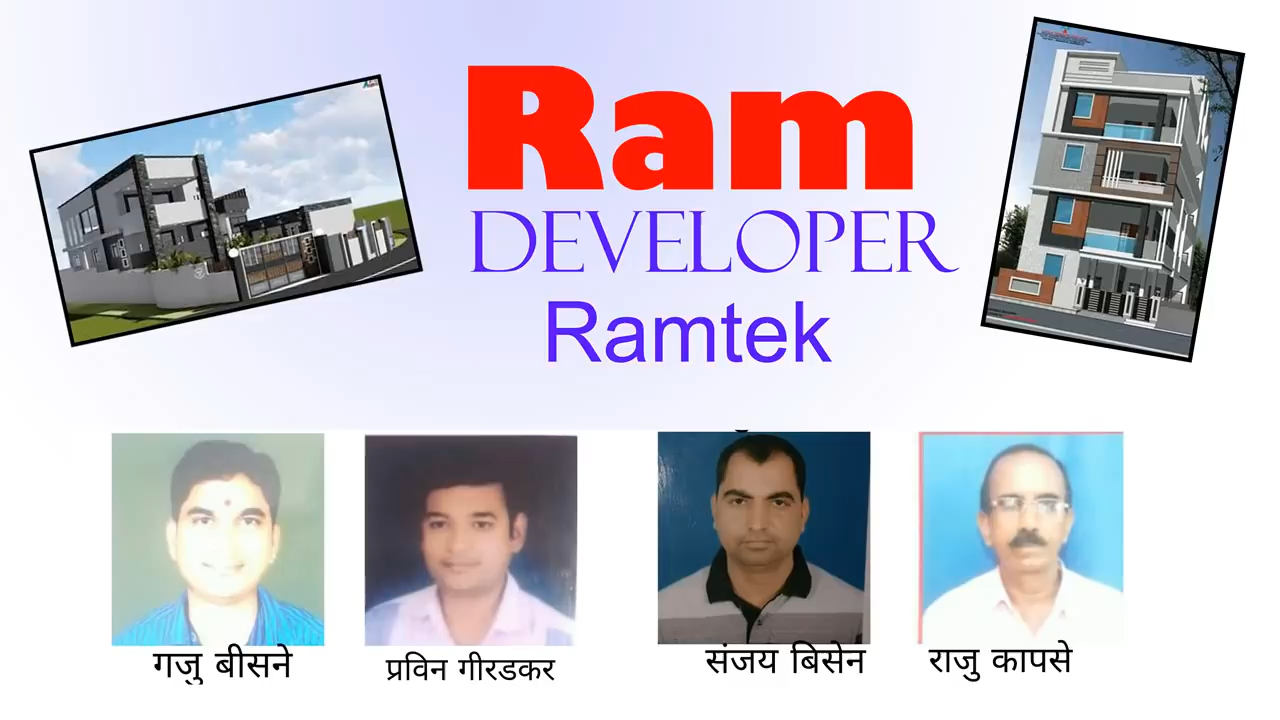 Ram
DEVELOPER
Ramtek
गजु बीसने
प्रविन गीरडकर
संजय बिसेन
राजु कापसे